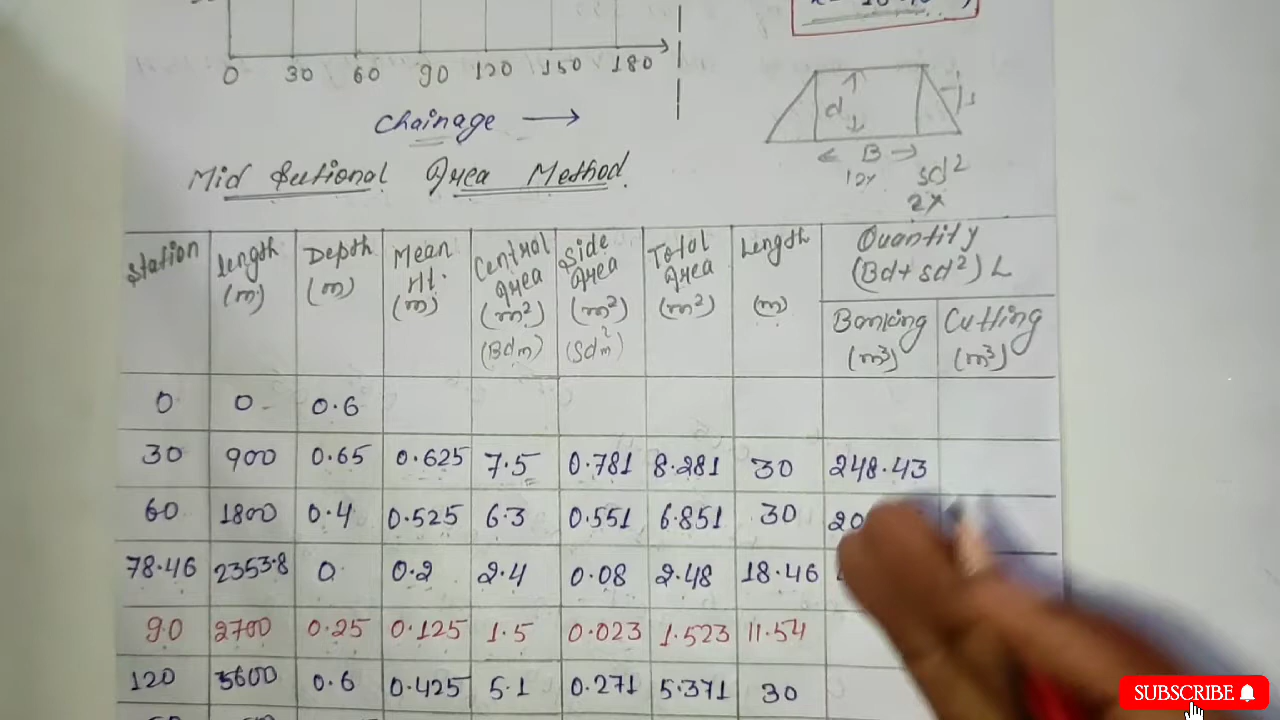 0 30 60 90 120 150 180
Chainage
Mid Sectional Area Method
d
B
12x
sd²
2x
Station Length (m) Depth (m) Mean Ht. (m) Central Area (m²) (Bdm) Side Area (m²) (Sdm²) Total Area (m²) Length (m) Quantity (Bd+sd²) L
Banking (m³) Cutting (m³)
0 0 0.6
30 900 0.65 0.625 7.5 0.781 8.281 30 248.43
60 1800 0.4 0.525 6.3 0.551 6.851 30 20
78.46 2353.8 0 0.2 2.4 0.08 2.48 18.46
90 2700 0.25 0.125 1.5 0.023 1.523 11.54
120 3600 0.6 0.425 5.1 0.271 5.371 30
SUBSCRIBE